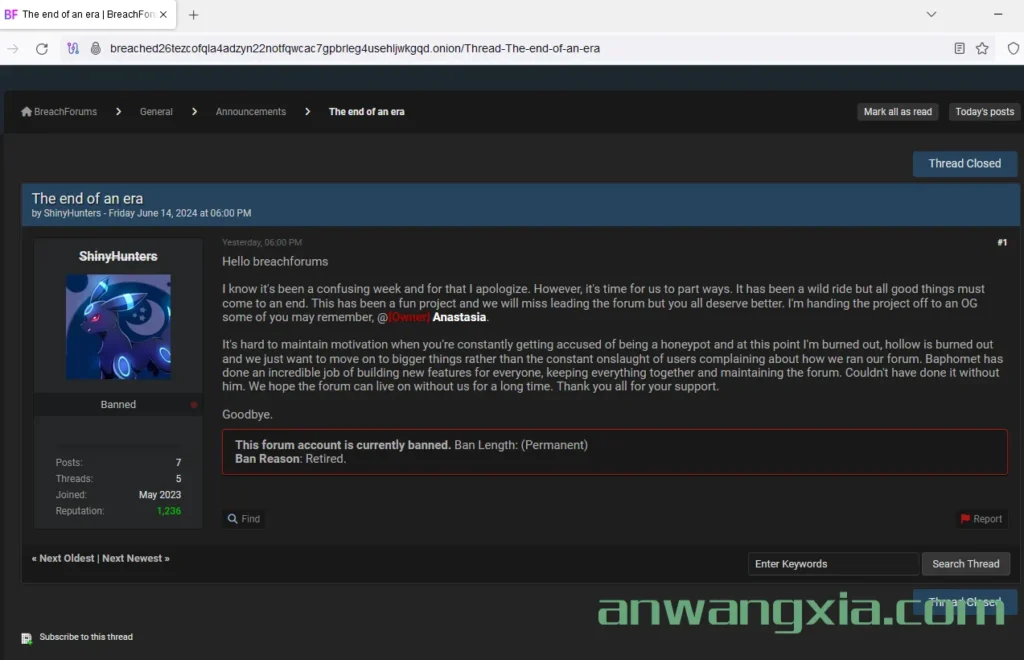 BF The end of an era | BreachFor
breached26tezcofqla4adzyn22notfqwcac7gpbrleg4usehljwkgqd.onion/Thread-The-end-of-an-era
BreachForums > General > Announcements > The end of an era
Mark all as read Today's posts
Thread Closed
The end of an era
by ShinyHunters - Friday June 14, 2024 at 06:00 PM
ShinyHunters
Banned
Posts: 7
Threads: 5
Joined: May 2023
Reputation: 1,236
Yesterday, 06:00 PM #1
Hello breachforums
I know it's been a confusing week and for that I apologize. However, it's time for us to part ways. It has been a wild ride but all good things must
come to an end. This has been a fun project and we will miss leading the forum but you all deserve better. I'm handing the project off to an OG
some of you may remember, @[Owner] Anastasia.
It's hard to maintain motivation when you're constantly getting accused of being a honeypot and at this point I'm burned out, hollow is burned out
and we just want to move on to bigger things rather than the constant onslaught of users complaining about how we ran our forum. Baphomet has
done an incredible job of building new features for everyone, keeping everything together and maintaining the forum. Couldn't have done it without
him. We hope the forum can live on without us for a long time. Thank you all for your support.
Goodbye.
This forum account is currently banned. Ban Length: (Permanent)
Ban Reason: Retired.
Find Report
« Next Oldest | Next Newest »
Enter Keywords Search Thread
Thread Closed
anwangxia.com
Subscribe to this thread